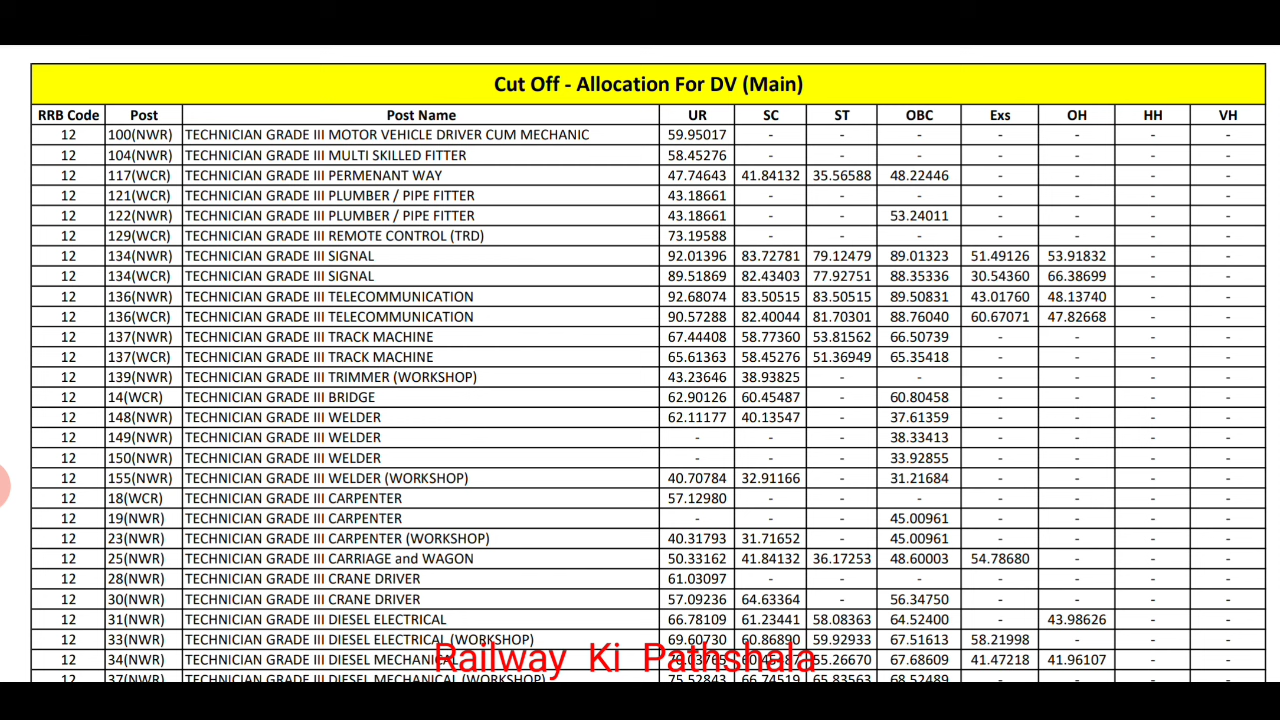 Cut Off - Allocation For DV (Main)
RRB Code Post Post Name UR SC ST OBC Exs OH HH VH
12 100(NWR) TECHNICIAN GRADE III MOTOR VEHICLE DRIVER CUM MECHANIC 59.95017 - - - - - - -
12 104(NWR) TECHNICIAN GRADE III MULTI SKILLED FITTER 58.45276 - - - - - - -
12 117(WCR) TECHNICIAN GRADE III PERMENANT WAY 47.74643 41.84132 35.56588 48.22446 - - - -
12 121(WCR) TECHNICIAN GRADE III PLUMBER / PIPE FITTER 43.18661 - - - - - - -
12 122(NWR) TECHNICIAN GRADE III PLUMBER / PIPE FITTER 43.18661 - - 53.24011 - - - -
12 129(WCR) TECHNICIAN GRADE III REMOTE CONTROL (TRD) 73.19588 - - - - - - -
12 134(NWR) TECHNICIAN GRADE III SIGNAL 92.01396 83.72781 79.12479 89.01323 51.49126 53.91832 - -
12 134(WCR) TECHNICIAN GRADE III SIGNAL 89.51869 82.43403 77.92751 88.35336 30.54360 66.38699 - -
12 136(NWR) TECHNICIAN GRADE III TELECOMMUNICATION 92.68074 83.50515 83.50515 89.50831 43.01760 48.13740 - -
12 136(WCR) TECHNICIAN GRADE III TELECOMMUNICATION 90.57288 82.40044 81.70301 88.76040 60.67071 47.82668 - -
12 137(NWR) TECHNICIAN GRADE III TRACK MACHINE 67.44408 58.77360 53.81562 66.50739 - - - -
12 137(WCR) TECHNICIAN GRADE III TRACK MACHINE 65.61363 58.45276 51.36949 65.35418 - - - -
12 139(NWR) TECHNICIAN GRADE III TRIMMER (WORKSHOP) 43.23646 38.93825 - - - - - -
12 14(WCR) TECHNICIAN GRADE III BRIDGE 62.90126 60.45487 - 60.80458 - - - -
12 148(NWR) TECHNICIAN GRADE III WELDER 62.11177 40.13547 - 37.61359 - - - -
12 149(NWR) TECHNICIAN GRADE III WELDER - - - 38.33413 - - - -
12 150(NWR) TECHNICIAN GRADE III WELDER - - - 33.92855 - - - -
12 155(NWR) TECHNICIAN GRADE III WELDER (WORKSHOP) 40.70784 32.91166 - 31.21684 - - - -
12 18(WCR) TECHNICIAN GRADE III CARPENTER 57.12980 - - - - - - -
12 19(NWR) TECHNICIAN GRADE III CARPENTER - - - 45.00961 - - - -
12 23(NWR) TECHNICIAN GRADE III CARPENTER (WORKSHOP) 40.31793 31.71652 - 45.00961 - - - -
12 25(NWR) TECHNICIAN GRADE III CARRIAGE and WAGON 50.33162 41.84132 36.17253 48.60003 54.78680 - - -
12 28(NWR) TECHNICIAN GRADE III CRANE DRIVER 61.03097 - - - - - - -
12 30(NWR) TECHNICIAN GRADE III CRANE DRIVER 57.09236 64.63364 - 56.34750 - - - -
12 31(NWR) TECHNICIAN GRADE III DIESEL ELECTRICAL 66.78109 61.23441 58.08363 64.52400 - 43.98626 - -
12 33(NWR) TECHNICIAN GRADE III DIESEL ELECTRICAL (WORKSHOP) 69.60730 60.86890 59.92933 67.51613 58.21998 - - -
12 34(NWR) TECHNICIAN GRADE III DIESEL MECHANICAL 55.26670 67.68609 41.47218 41.96107 - -
Railway Ki Pathshala
12 37(NWR) TECHNICIAN GRADE III DIESEL MECHANICAL (WORKSHOP) 75.52843 66.74519 65.83563 68.52489 - - - -